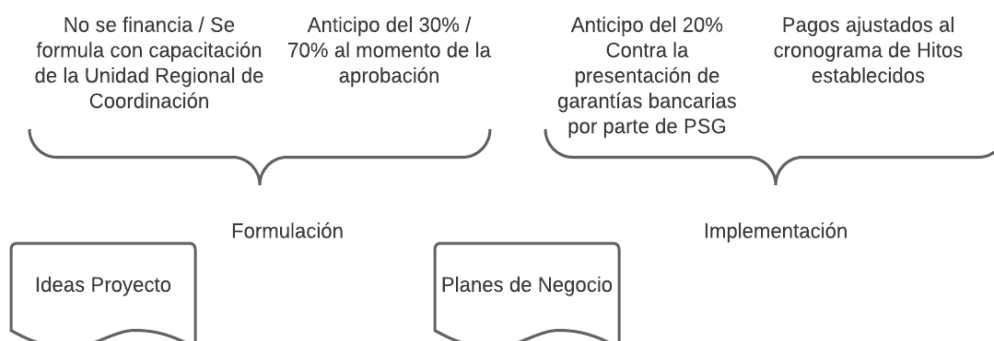 No se financia / Se
formula con capacitación
de la Unidad Regional de
Coordinación
Anticipo del 30% /
70% al momento de la
aprobación
Anticipo del 20%
Contra la
presentación de
garantías bancarias
por parte de PSG
Pagos ajustados al
cronograma de Hitos
establecidos
Formulación
Implementación
Ideas Proyecto
Planes de Negocio